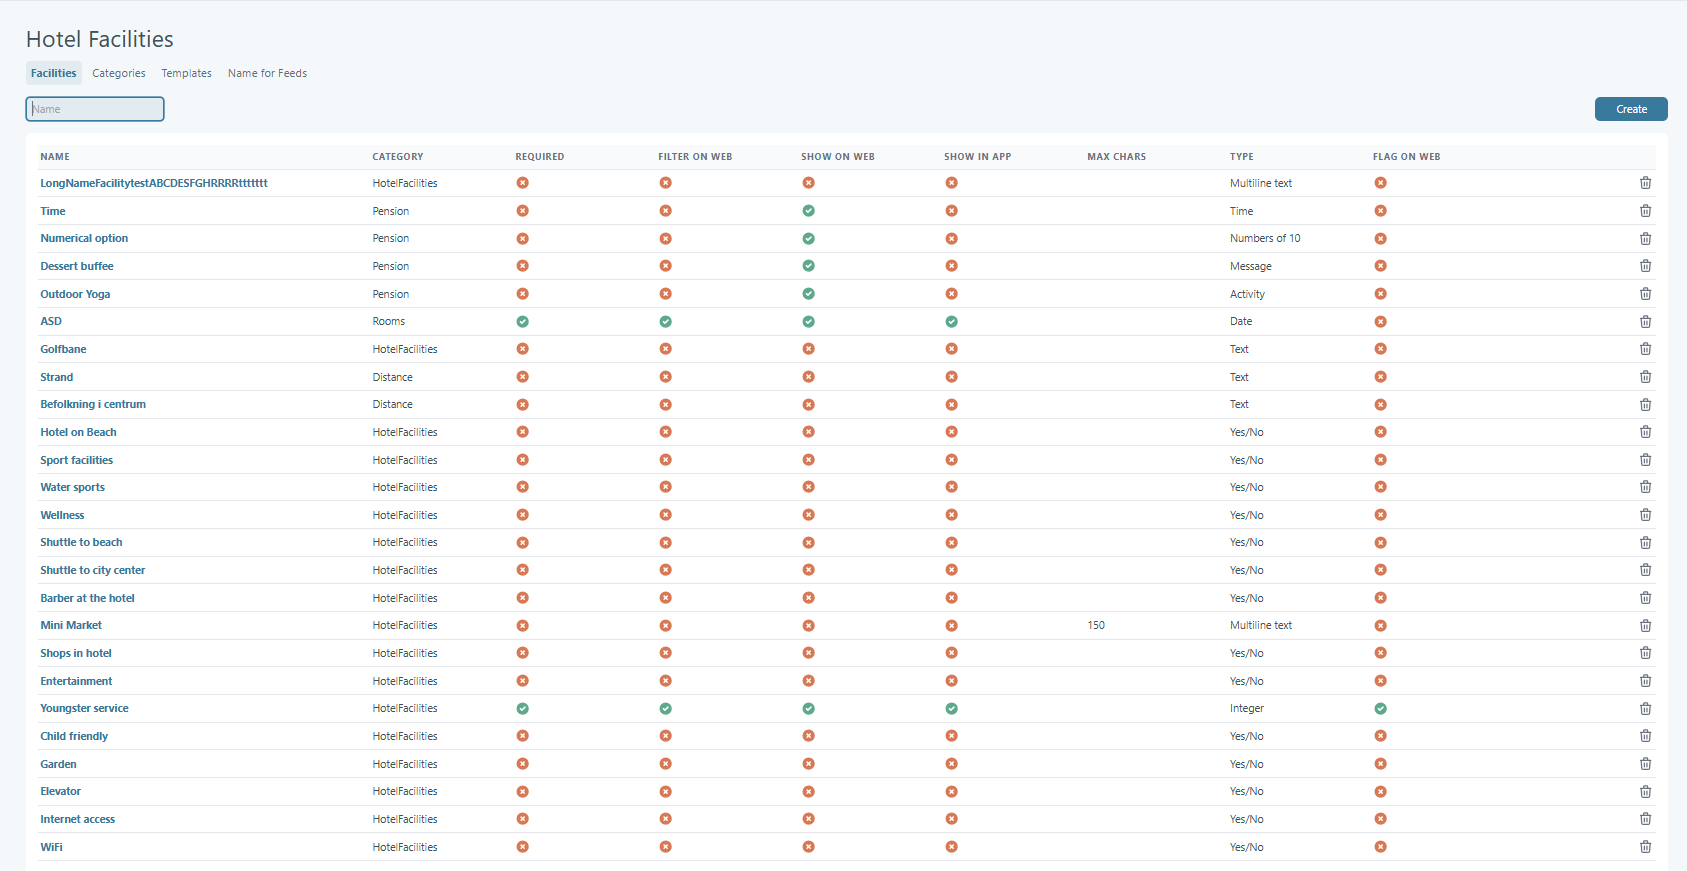 Hotel Facilities
Facilities Categories Templates Name for Feeds
Name Create
NAME CATEGORY REQUIRED FILTER ON WEB SHOW ON WEB SHOW IN APP MAX CHARS TYPE FLAG ON WEB
LongNameFacilitytestABCDESFGHRRRRttttttt HotelFacilities Multiline text
Time Pension Time
Numerical option Pension Numbers of 10
Dessert buffee Pension Message
Outdoor Yoga Pension Activity
ASD Rooms Date
Golfbane HotelFacilities Text
Strand Distance Text
Befolkning i centrum Distance Text
Hotel on Beach HotelFacilities Yes/No
Sport facilities HotelFacilities Yes/No
Water sports HotelFacilities Yes/No
Wellness HotelFacilities Yes/No
Shuttle to beach HotelFacilities Yes/No
Shuttle to city center HotelFacilities Yes/No
Barber at the hotel HotelFacilities Yes/No
Mini Market HotelFacilities 150 Multiline text
Shops in hotel HotelFacilities Yes/No
Entertainment HotelFacilities Yes/No
Youngster service HotelFacilities Integer
Child friendly HotelFacilities Yes/No
Garden HotelFacilities Yes/No
Elevator HotelFacilities Yes/No
Internet access HotelFacilities Yes/No
WiFi HotelFacilities Yes/No